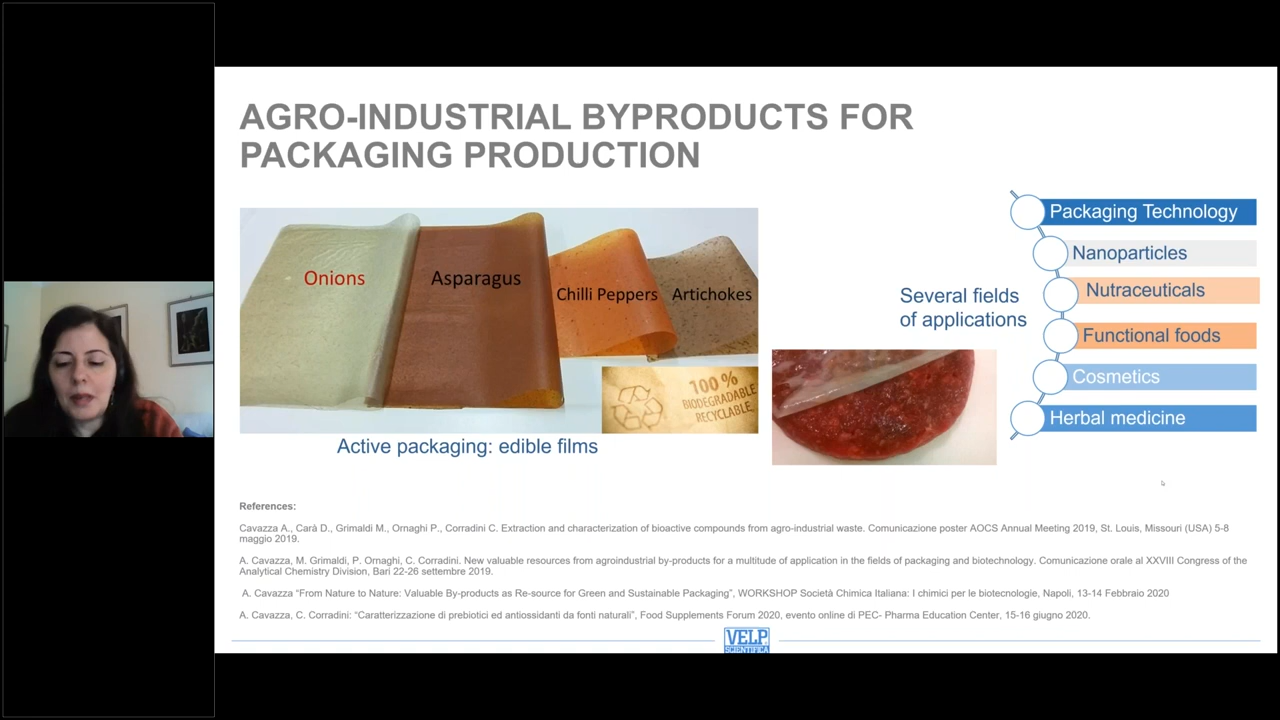 AGRO-INDUSTRIAL BYPRODUCTS FOR
PACKAGING PRODUCTION
Onions
Asparagus
Chilli Peppers
Artichokes
100 %
BIODEGRADABLE
RECYCLABLE
Active packaging: edible films
Several fields
of applications
Packaging Technology
Nanoparticles
Nutraceuticals
Functional foods
Cosmetics
Herbal medicine
References:
Cavazza A., Carà D., Grimaldi M., Ornaghi P., Corradini C. Extraction and characterization of bioactive compounds from agro-industrial waste. Comunicazione poster AOCS Annual Meeting 2019, St. Louis, Missouri (USA) 5-8
maggio 2019.
A. Cavazza, M. Grimaldi, P. Ornaghi, C. Corradini. New valuable resources from agroindustrial by-products for a multitude of application in the fields of packaging and biotechnology. Comunicazione orale al XXVIII Congress of the
Analytical Chemistry Division, Bari 22-26 settembre 2019.
A. Cavazza “From Nature to Nature: Valuable By-products as Re-source for Green and Sustainable Packaging”, WORKSHOP Società Chimica Italiana: I chimici per le biotecnologie, Napoli, 13-14 Febbraio 2020
A. Cavazza, C. Corradini: “Caratterizzazione di prebiotici ed antiossidanti da fonti naturali”, Food Supplements Forum 2020, evento online di PEC- Pharma Education Center, 15-16 giugno 2020.
VELP
SCIENTIFICA